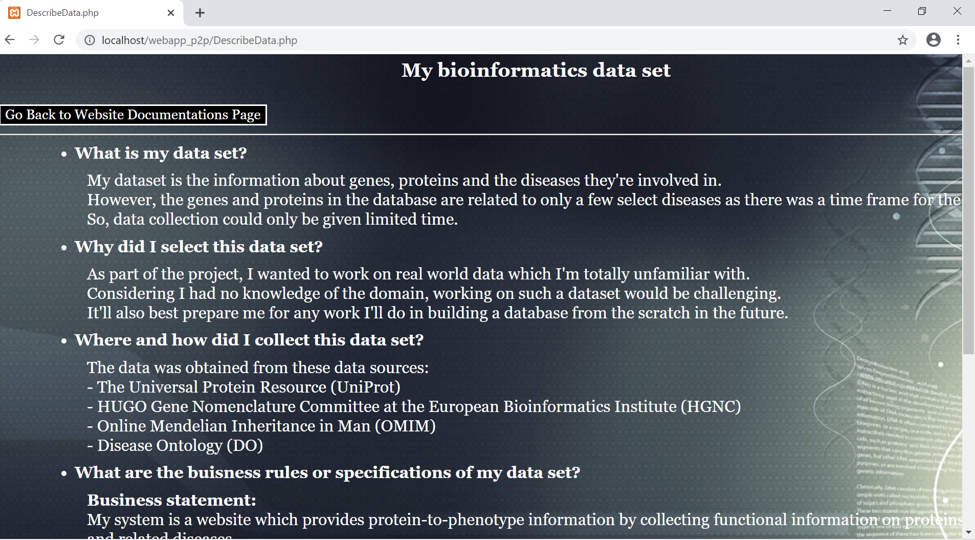 DescribeData.php
localhost/webapp_p2p/DescribeData.php
My bioinformatics data set
Go Back to Website Documentations Page
• What is my data set?
My dataset is the information about genes, proteins and the diseases they're involved in.
However, the genes and proteins in the database are related to only a few select diseases as there was a time frame for the
So, data collection could only be given limited time.
• Why did I select this data set?
As part of the project, I wanted to work on real world data which I'm totally unfamiliar with.
Considering I had no knowledge of the domain, working on such a dataset would be challenging.
It'll also best prepare me for any work I'll do in building a database from the scratch in the future.
• Where and how did I collect this data set?
The data was obtained from these data sources:
- The Universal Protein Resource (UniProt)
- HUGO Gene Nomenclature Committee at the European Bioinformatics Institute (HGNC)
- Online Mendelian Inheritance in Man (OMIM)
- Disease Ontology (DO)
• What are the buisness rules or specifications of my data set?
Business statement:
My system is a website which provides protein-to-phenotype information by collecting functional information on proteins
and related diseases